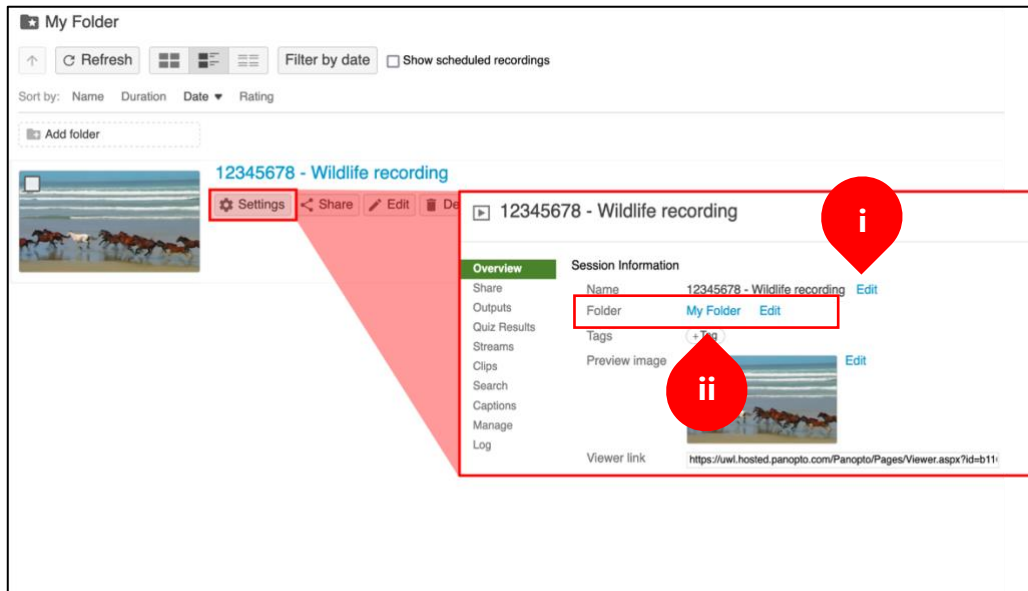 My Folder
Refresh Filter by date Show scheduled recordings
Sort by: Name Duration Date Rating
Add folder
12345678 - Wildlife recording
Settings Share Edit De
12345678 - Wildlife recording
i
Overview
Share
Outputs
Quiz Results
Streams
Clips
Search
Captions
Manage
Log
Session Information
Name 12345678 - Wildlife recording Edit
Folder My Folder Edit
Tags + Tag
Preview image Edit
ii
Viewer link https://uwl.hosted.panopto.com/Panopto/Pages/Viewer.aspx?id=b11